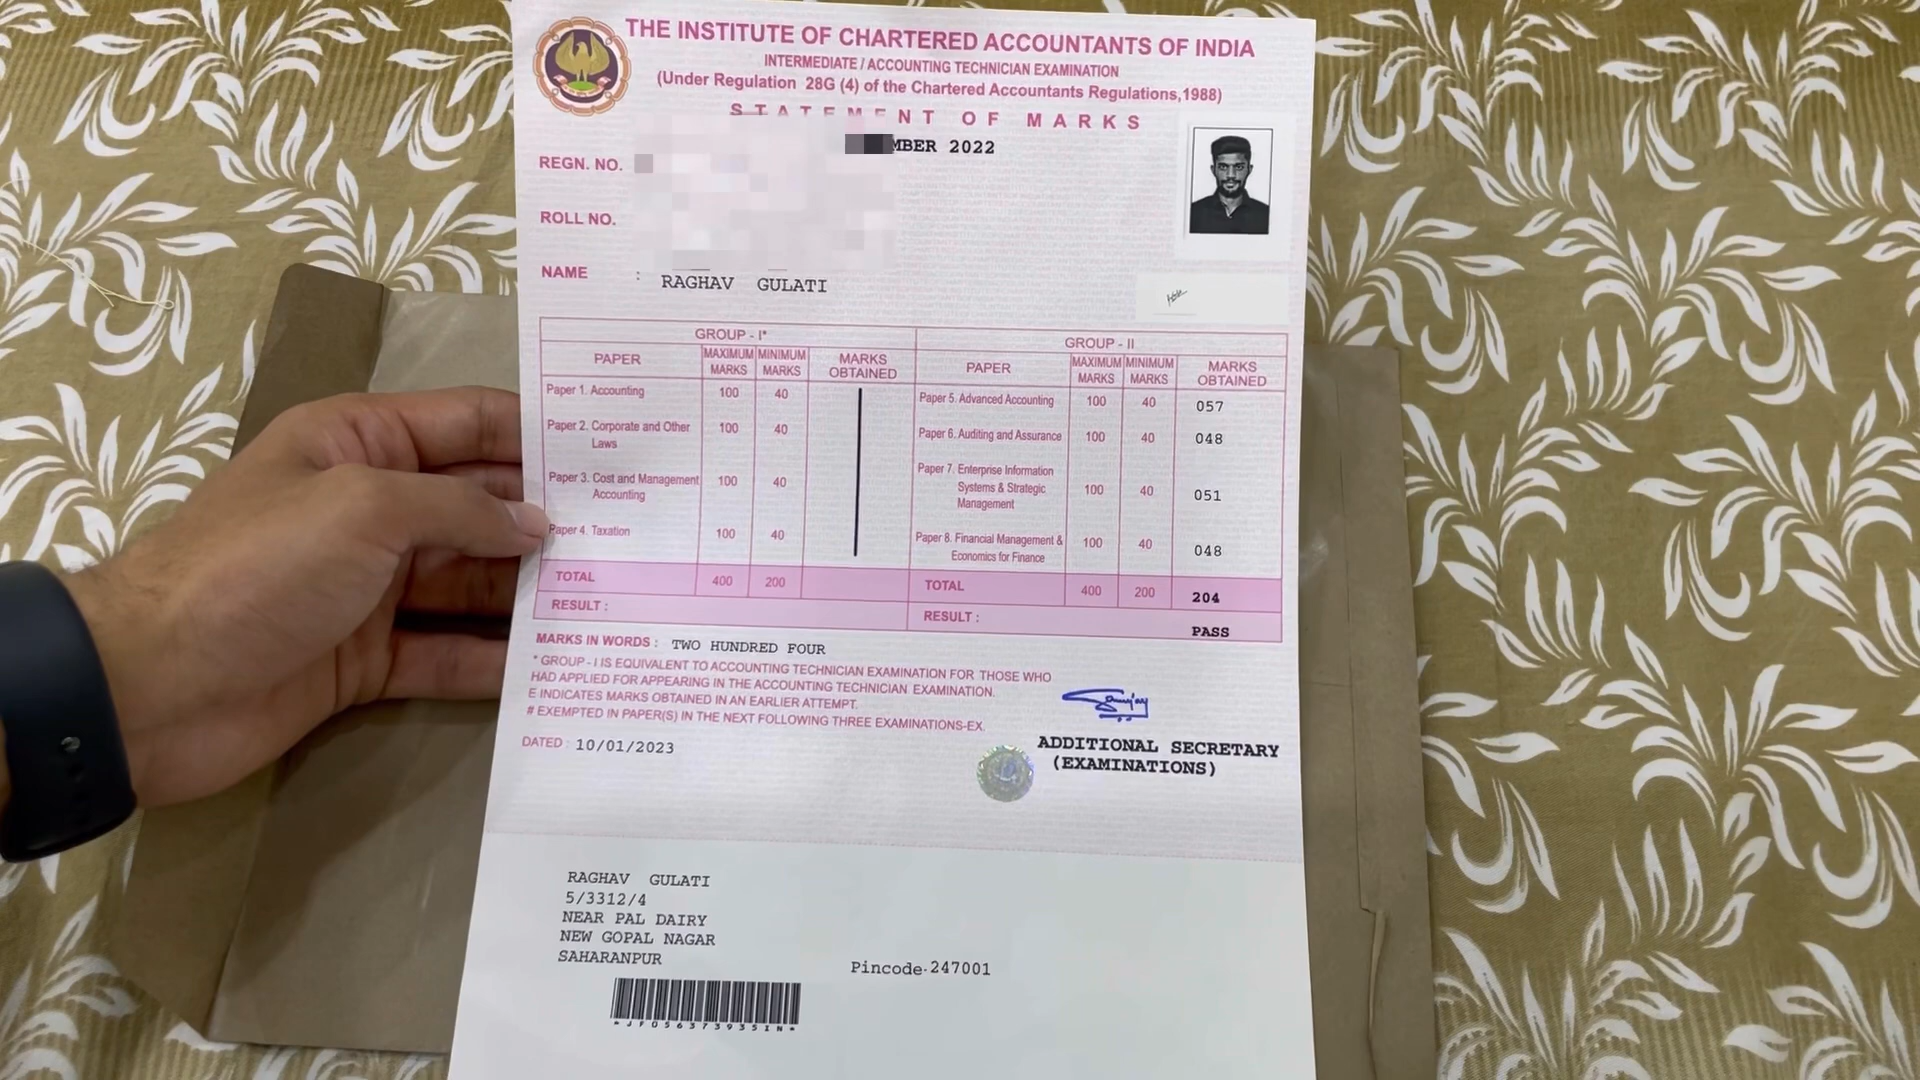 THE INSTITUTE OF CHARTERED ACCOUNTANTS OF INDIA
INTERMEDIATE / ACCOUNTING TECHNICIAN EXAMINATION
(Under Regulation 28G (4) of the Chartered Accountants Regulations,1988)
STATEMENT OF MARKS
MBER 2022
REGN. NO.
ROLL NO.
NAME : RAGHAV GULATI
GROUP - I* GROUP - II
PAPER MAXIMUM MARKS MINIMUM MARKS MARKS OBTAINED PAPER MAXIMUM MARKS MINIMUM MARKS MARKS OBTAINED
Paper 1. Accounting 100 40 Paper 5. Advanced Accounting 100 40 057
Paper 2. Corporate and Other Laws 100 40 Paper 6. Auditing and Assurance 100 40 048
Paper 3. Cost and Management Accounting 100 40 Paper 7. Enterprise Information Systems & Strategic Management 100 40 051
Paper 4. Taxation 100 40 Paper 8. Financial Management & Economics for Finance 100 40 048
TOTAL 400 200 TOTAL 400 200 204
RESULT : RESULT : PASS
MARKS IN WORDS : TWO HUNDRED FOUR
* GROUP - I IS EQUIVALENT TO ACCOUNTING TECHNICIAN EXAMINATION FOR THOSE WHO
HAD APPLIED FOR APPEARING IN THE ACCOUNTING TECHNICIAN EXAMINATION.
E INDICATES MARKS OBTAINED IN AN EARLIER ATTEMPT.
# EXEMPTED IN PAPER(S) IN THE NEXT FOLLOWING THREE EXAMINATIONS-EX.
DATED : 10/01/2023
ADDITIONAL SECRETARY
(EXAMINATIONS)
RAGHAV GULATI
5/3312/4
NEAR PAL DAIRY
NEW GOPAL NAGAR
SAHARANPUR
Pincode-247001
*JF056373935IN*